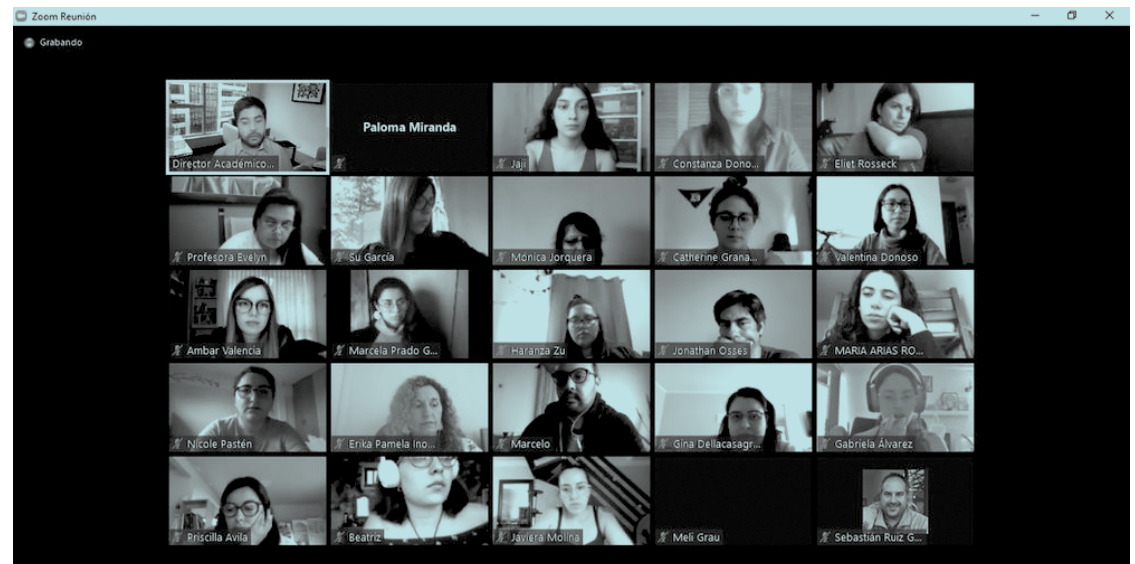 Zoom Reunión
Grabando
Director Académico...
Paloma Miranda
Jaji
Constanza Dono...
Eliet Rosseck
Profesora Evelyn
Su García
Mónica Jorquera
Catherine Grana...
Valentina Donoso
Ambar Valencia
Marcela Prado G...
Haranza Zu
Jonathan Osses
MARIA ARIAS RO...
Nicole Pastén
Erika Pamela Ino...
Marcelo
Gina Dellacasagr...
Gabriela Álvarez
Priscilla Avila
Beatriz
Javiera Molina
Meli Grau
Sebastián Ruiz G...